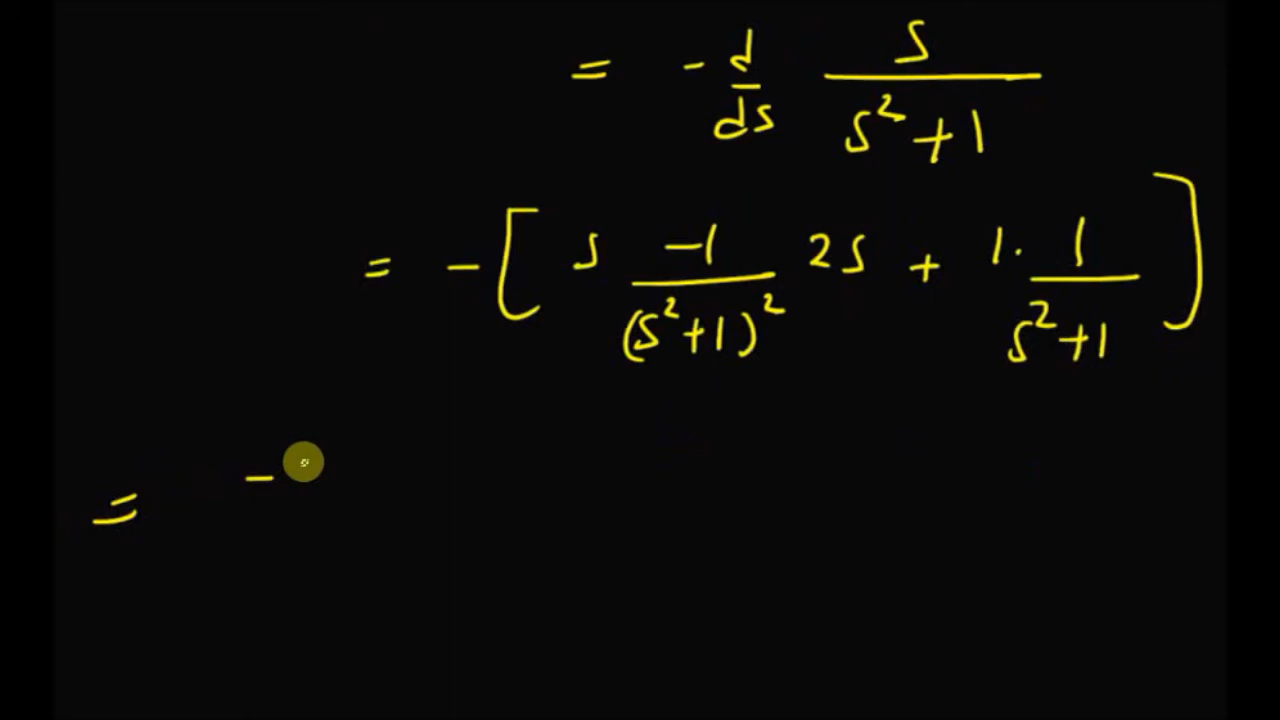 = - d/ds s/(s²+1)
= - [ s -1/(s²+1)² 2s + 1 · 1/(s²+1) ]
= -